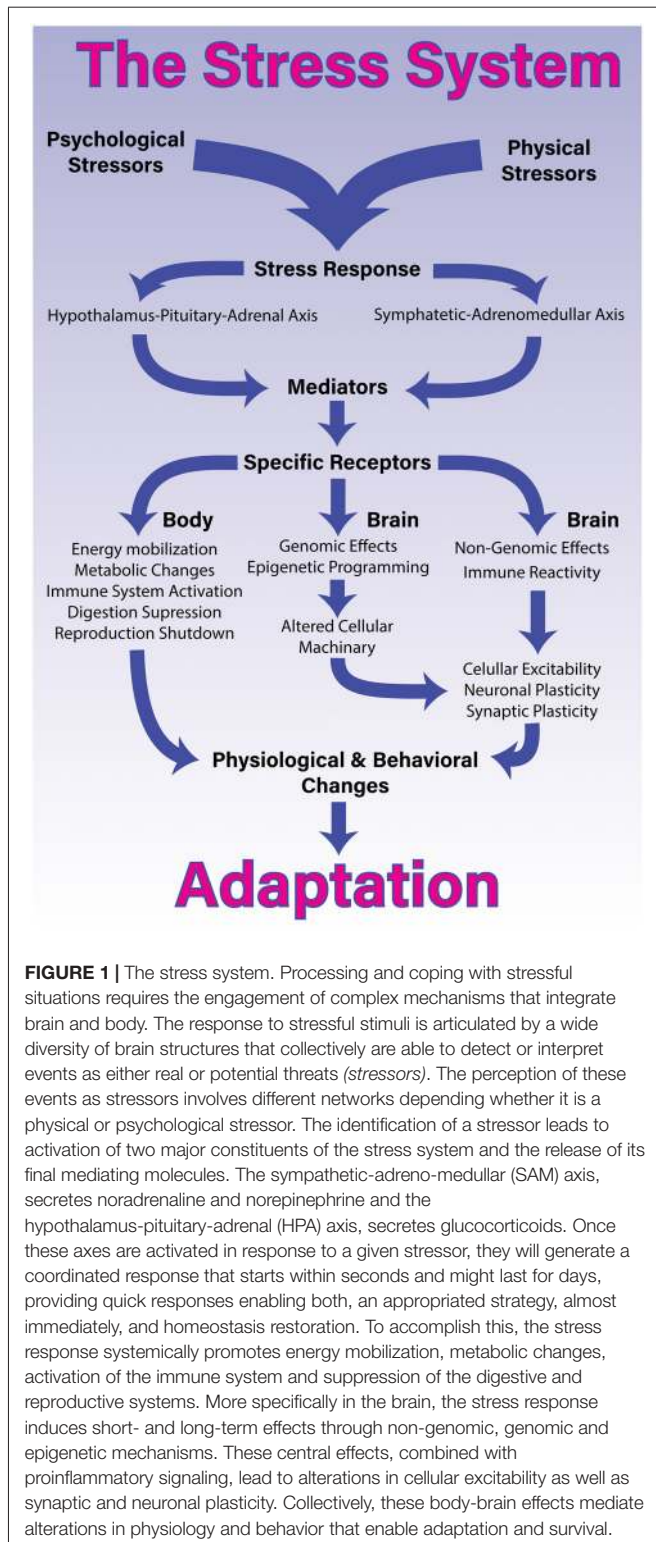 The Stress System
Psychological
Stressors
Physical
Stressors
Stress Response
Hypothalamus-Pituitary-Adrenal Axis
Symphatetic-Adrenomedullar Axis
Mediators
Specific Receptors
Body
Energy mobilization
Metabolic Changes
Immune System Activation
Digestion Supression
Reproduction Shutdown
Brain
Genomic Effects
Epigenetic Programming
Altered Cellular
Machinary
Brain
Non-Genomic Effects
Immune Reactivity
Celullar Excitability
Neuronal Plasticity
Synaptic Plasticity
Physiological & Behavioral
Changes
Adaptation
FIGURE 1 | The stress system. Processing and coping with stressful
situations requires the engagement of complex mechanisms that integrate
brain and body. The response to stressful stimuli is articulated by a wide
diversity of brain structures that collectively are able to detect or interpret
events as either real or potential threats (stressors). The perception of these
events as stressors involves different networks depending whether it is a
physical or psychological stressor. The identification of a stressor leads to
activation of two major constituents of the stress system and the release of its
final mediating molecules. The sympathetic-adreno-medullar (SAM) axis,
secretes noradrenaline and norepinephrine and the
hypothalamus-pituitary-adrenal (HPA) axis, secretes glucocorticoids. Once
these axes are activated in response to a given stressor, they will generate a
coordinated response that starts within seconds and might last for days,
providing quick responses enabling both, an appropriated strategy, almost
immediately, and homeostasis restoration. To accomplish this, the stress
response systemically promotes energy mobilization, metabolic changes,
activation of the immune system and suppression of the digestive and
reproductive systems. More specifically in the brain, the stress response
induces short- and long-term effects through non-genomic, genomic and
epigenetic mechanisms. These central effects, combined with
proinflammatory signaling, lead to alterations in cellular excitability as well as
synaptic and neuronal plasticity. Collectively, these body-brain effects mediate
alterations in physiology and behavior that enable adaptation and survival.